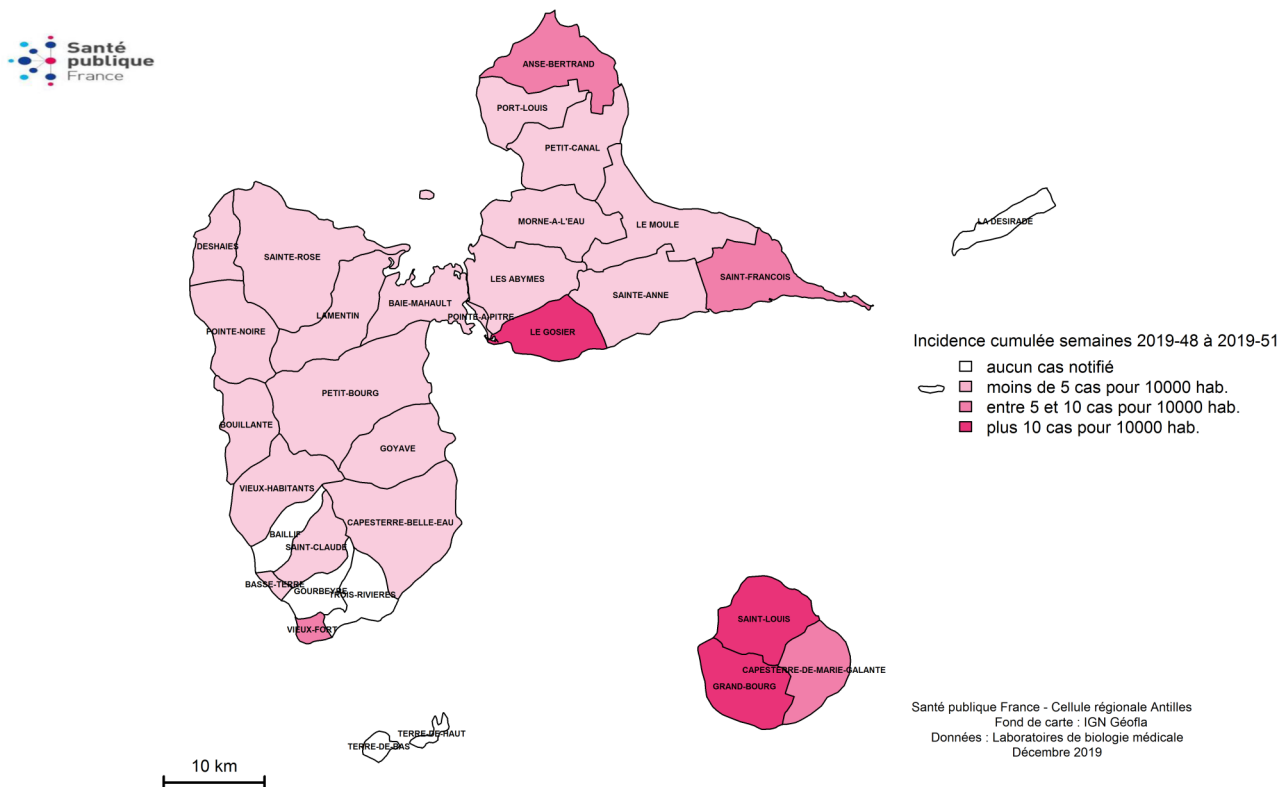 Santé
publique
France
ANSE-BERTRAND
PORT-LOUIS
PETIT-CANAL
MORNE-A-L'EAU
LE MOULE
LA DESIRADE
DESHAIES
SAINTE-ROSE
LES ABYMES
SAINT-FRANCOIS
SAINTE-ANNE
BAIE-MAHAULT
LAMENTIN
POINTE-A-PITRE
POINTE-NOIRE
LE GOSIER
PETIT-BOURG
BOUILLANTE
GOYAVE
VIEUX-HABITANTS
CAPESTERRE-BELLE-EAU
BAILLIF
SAINT-CLAUDE
BASSE-TERRE
GOURBEYRE
TROIS-RIVIERES
VIEUX-FORT
SAINT-LOUIS
CAPESTERRE-DE-MARIE-GALANTE
GRAND-BOURG
TERRE-DE-HAUT
TERRE-DE-BAS
Incidence cumulée semaines 2019-48 à 2019-51
aucun cas notifié
moins de 5 cas pour 10000 hab.
entre 5 et 10 cas pour 10000 hab.
plus 10 cas pour 10000 hab.
Santé publique France - Cellule régionale Antilles
Fond de carte : IGN Géofla
Données : Laboratoires de biologie médicale
Décembre 2019
10 km